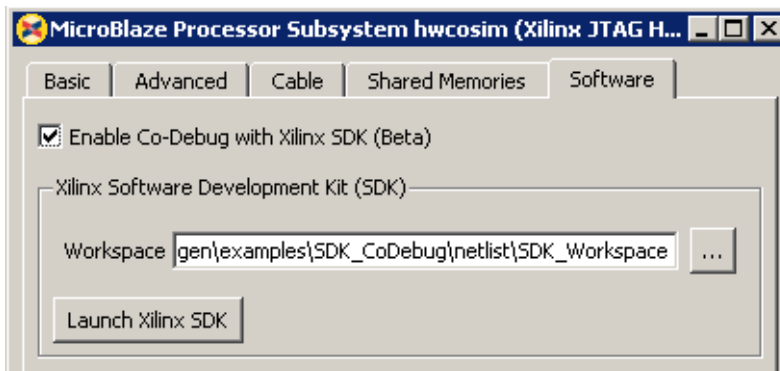 MicroBlaze Processor Subsystem hwcosim (Xilinx JTAG H...
Basic Advanced Cable Shared Memories Software
Enable Co-Debug with Xilinx SDK (Beta)
Xilinx Software Development Kit (SDK)
Workspace gen\examples\SDK_CoDebug\netlist\SDK_Workspace ...
Launch Xilinx SDK